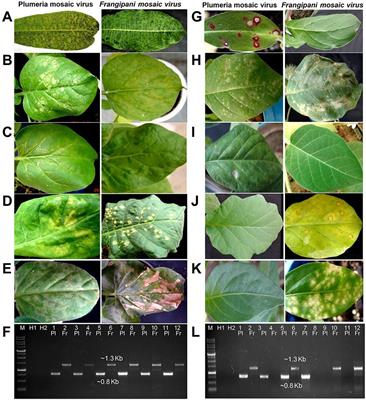 Plumeria mosaic virus Frangipani mosaic virus
A
B
C
D
E
F
M H1 H2 1 2 3 4 5 6 7 8 9 10 11 12
Pl Fr Pl Fr Pl Fr Pl Fr Pl Fr Pl Fr
~1.3 Kb
~0.8 Kb
Plumeria mosaic virus Frangipani mosaic virus
G
H
I
J
K
L
M H1 H2 1 2 3 4 5 6 7 8 9 10 11 12
Pl Fr Pl Fr Pl Fr Pl Fr Pl Fr Pl Fr
~1.3 Kb
~0.8 Kb